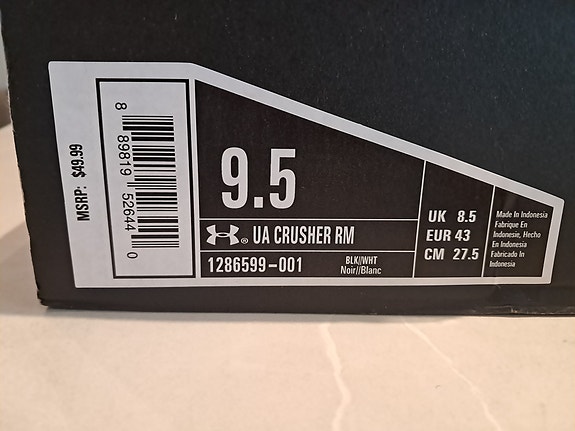 MSRP: $49.99
8 89819 52644 0
9.5
® UA CRUSHER RM
1286599-001
BLK//WHT
Noir//Blanc
UK 8.5
EUR 43
CM 27.5
Made In Indonesia
Fabrique En
Indonesie, Hecho
En Indonesia
Fabricado In
Indonesia